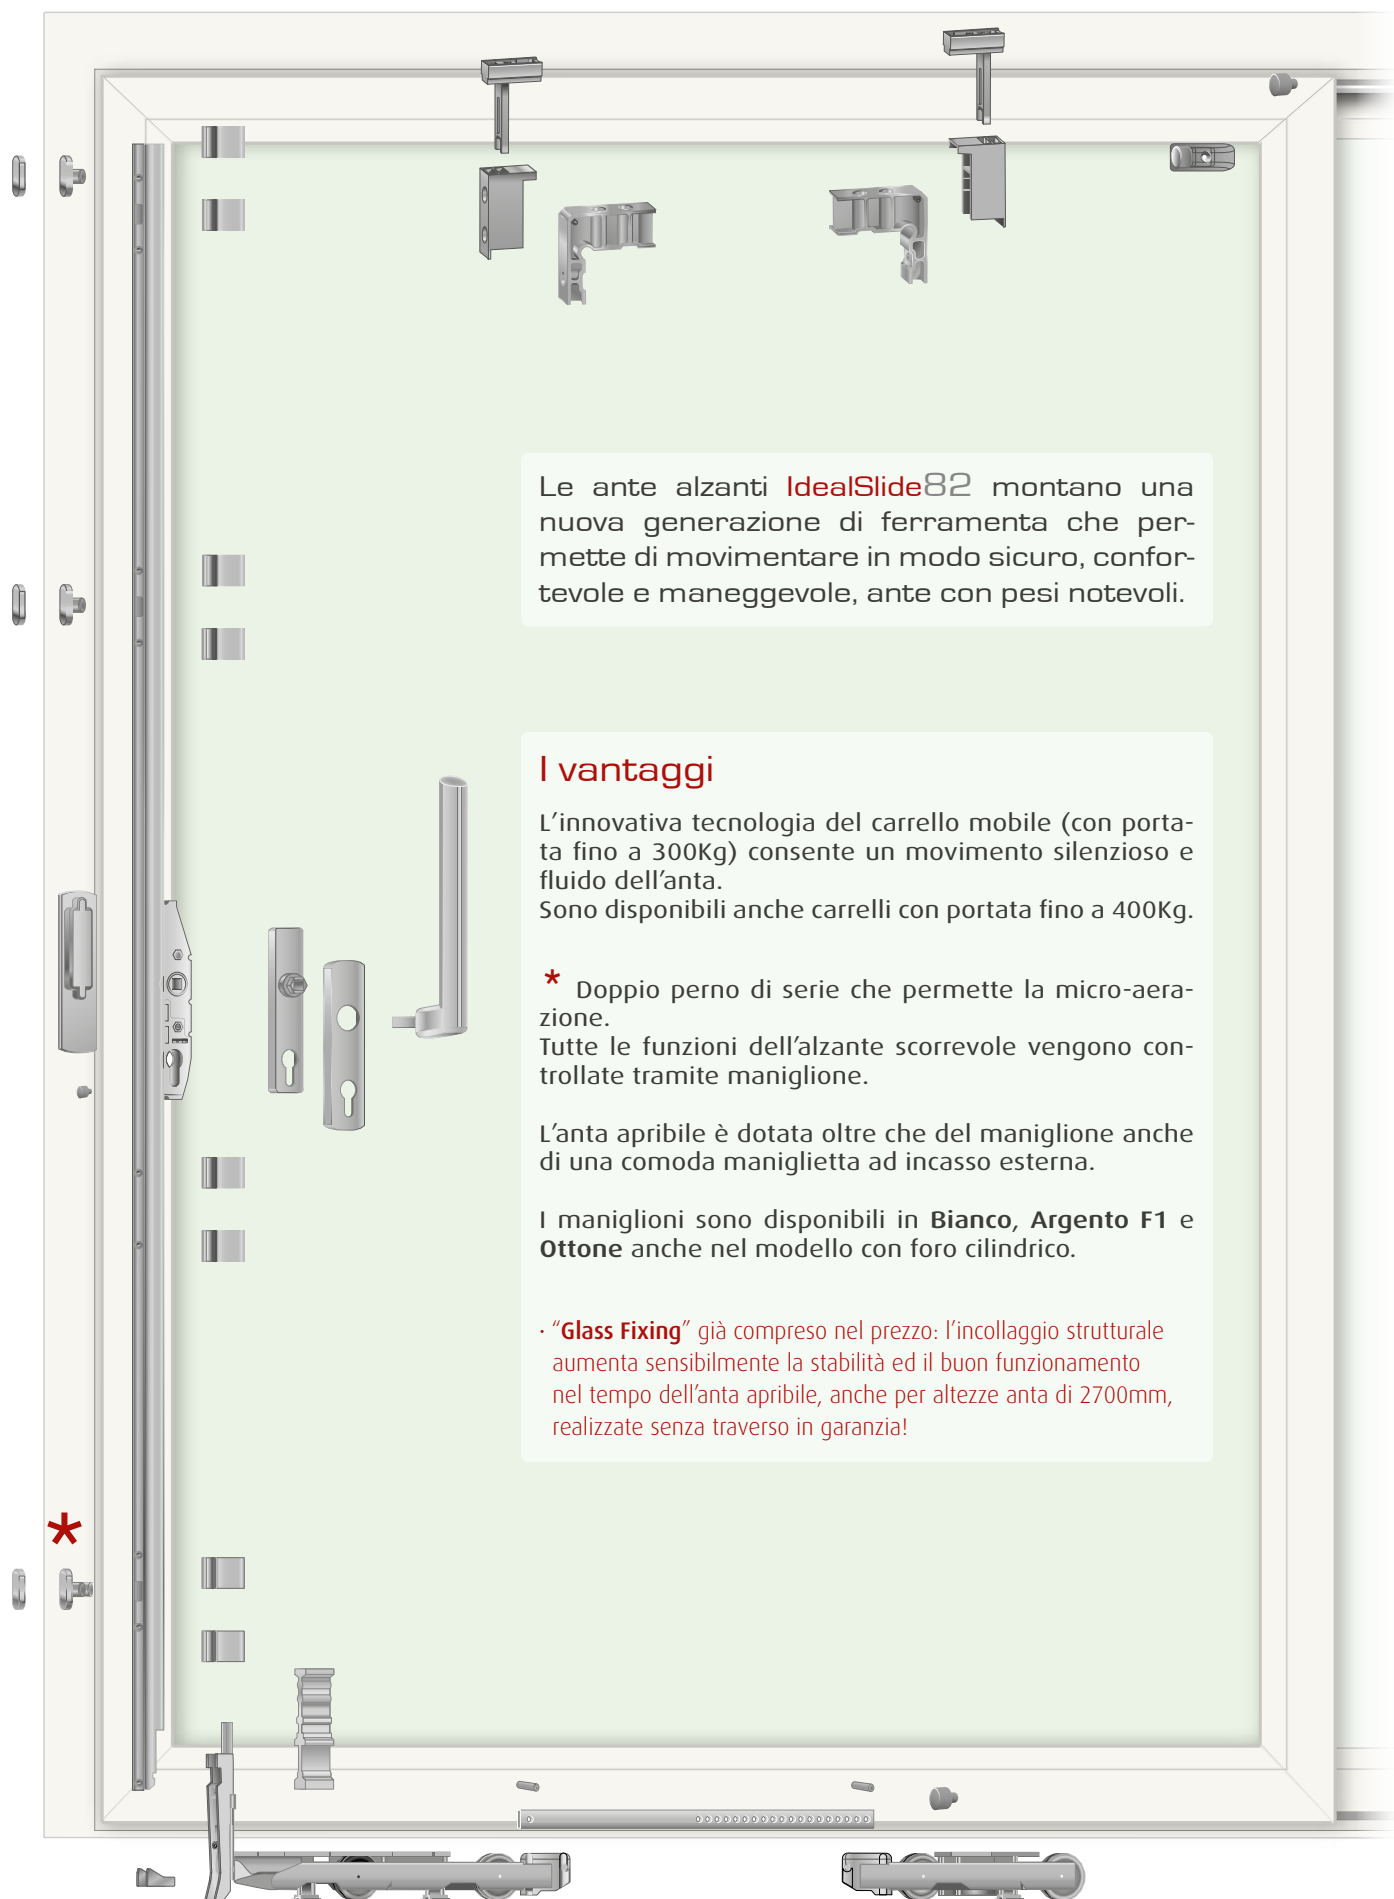 Le ante alzanti IdealSlide82 montano una
nuova generazione di ferramenta che per-
mette di movimentare in modo sicuro, confor-
tevole e maneggevole, ante con pesi notevoli.
I vantaggi
L'innovativa tecnologia del carrello mobile (con porta-
ta fino a 300Kg) consente un movimento silenzioso e
fluido dell'anta.
Sono disponibili anche carrelli con portata fino a 400Kg.
* Doppio perno di serie che permette la micro-aera-
zione.
Tutte le funzioni dell'alzante scorrevole vengono con-
trollate tramite maniglione.
L'anta apribile è dotata oltre che del maniglione anche
di una comoda maniglietta ad incasso esterna.
I maniglioni sono disponibili in Bianco, Argento F1 e
Ottone anche nel modello con foro cilindrico.
· “Glass Fixing” già compreso nel prezzo: l'incollaggio strutturale
aumenta sensibilmente la stabilità ed il buon funzionamento
nel tempo dell'anta apribile, anche per altezze anta di 2700mm,
realizzate senza traverso in garanzia!
*